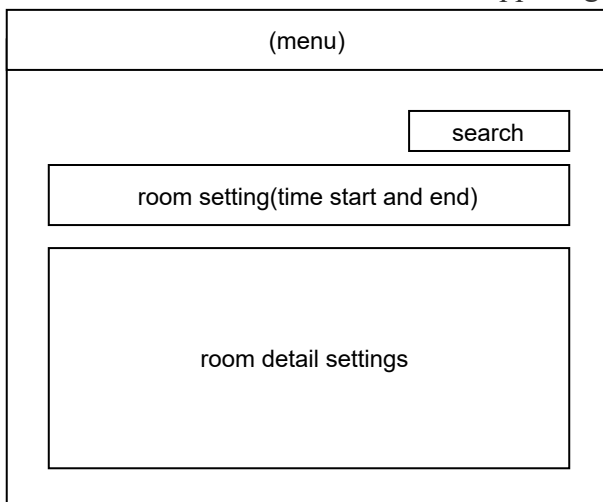 (menu)
search
room setting(time start and end)
room detail settings